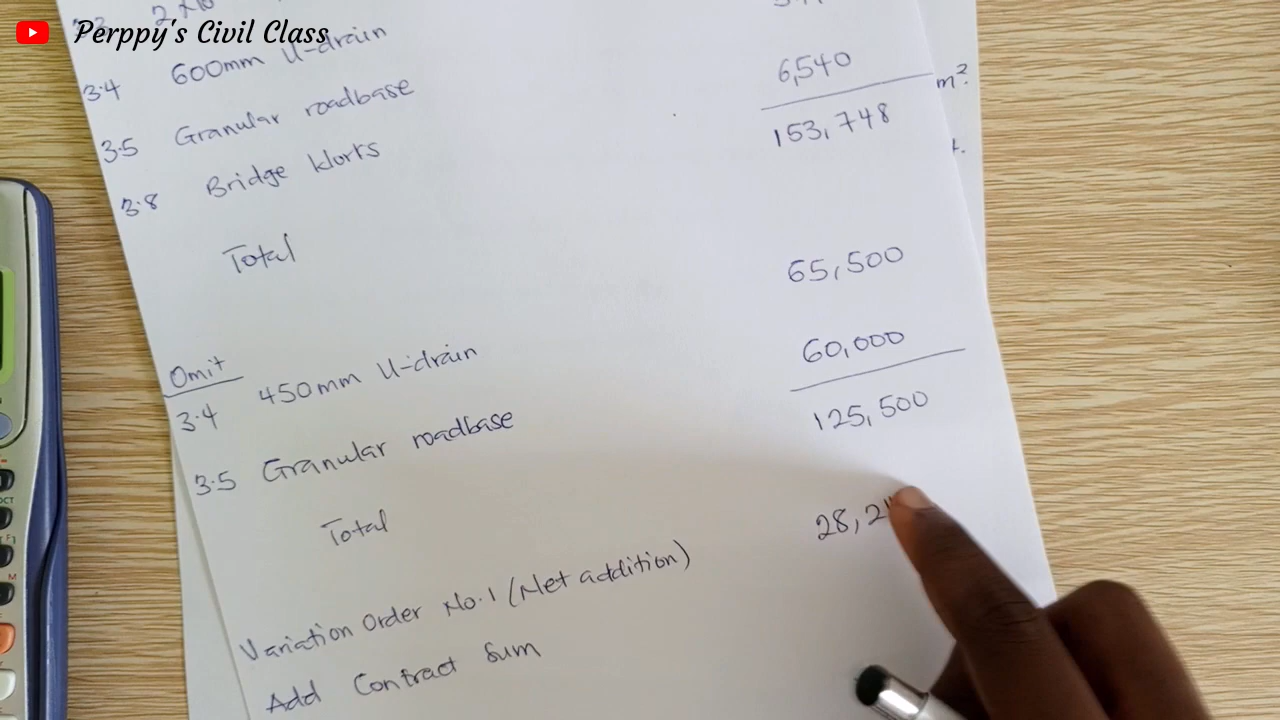 Perppy's Civil Class
3.4 600mm U-drain
3.5 Granular roadbase 6,540
3.8 Bridge Works 153,748
m².
Total
65,500
Omit
3.4 450mm U-drain 60,000
3.5 Granular roadbase 125,500
Total
Variation Order No.1 (Net addition)
Add Contract Sum